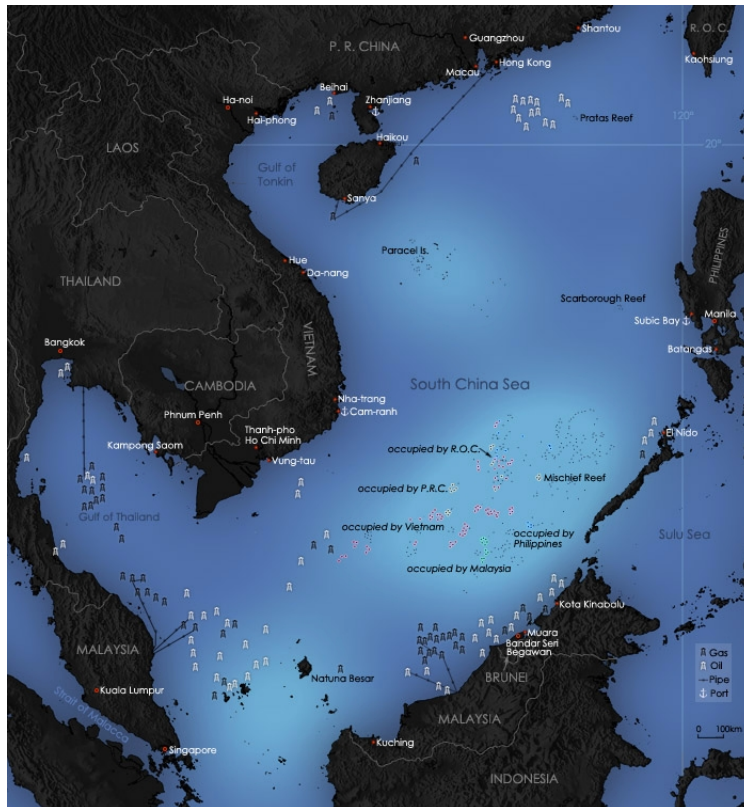 Shantou
Guangzhou
R. O. C.
P. R. CHINA
Kaohsiung
Macau
Hong Kong
Beihai
Ha-noi
Zhanjiang
Hai-phong
Pratas Reef
120°
Haikou
20°
LAOS
Gulf of
Tonkin
Sanya
Paracel Is.
Hue
Da-nang
PHILIPPINES
THAILAND
Scarborough Reef
Subic Bay
Manila
VIETNAM
Bangkok
Batangas
CAMBODIA
South China Sea
Nha-trang
Cam-ranh
Phnum Penh
Thanh-pho
Ho Chi Minh
El Nido
Kampong Saom
occupied by R.O.C.
Vung-tau
Mischief Reef
occupied by P.R.C.
Gulf of Thailand
occupied by Vietnam
occupied by
Philippines
Sulu Sea
occupied by Malaysia
Kota Kinabalu
Muara
Bandar Seri
Begawan
MALAYSIA
Natuna Besar
BRUNEI
Gas
Oil
Pipe
Port
Kuala Lumpur
MALAYSIA
Strait of Malacca
0 100km
Kuching
Singapore
INDONESIA